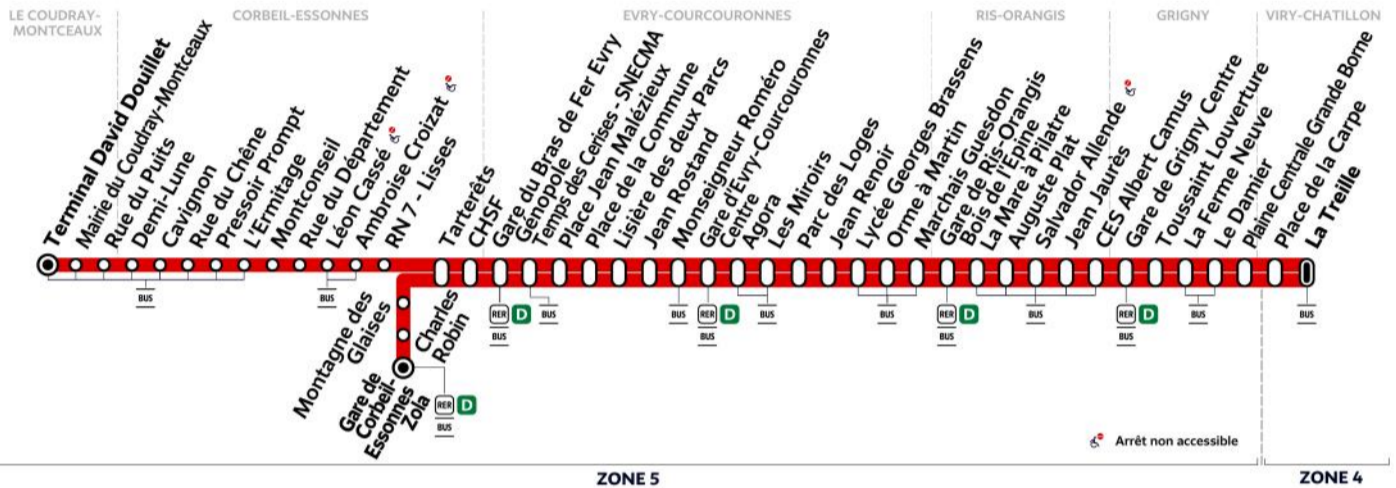 LE COUDRAY-
MONTCEAUX
CORBEIL-ESSONNES
EVRY-COURCOURONNES
RIS-ORANGIS
GRIGNY
VIRY-CHATILLON
Terminal David Douillet
Mairie du Coudray-Montceaux
Rue du Puits
Demi-Lune
Cavignon
Rue du Chêne
Pressoir Prompt
L'Ermitage
Montconseil
Rue du Département
Léon Cassé
Ambroise Croizat
RN 7 - Lisses
Tarterêts
CHSF
Gare du Bras de Fer Evry
Génopole
Temps des Cerises - SNECMA
Place Jean Malézieux
Place de la Commune
Lisière des deux Parcs
Jean Rostand
Monseigneur Roméro
Gare d'Evry-Courcouronnes
Centre
Agora
Les Miroirs
Parc des Loges
Jean Renoir
Lycée Georges Brassens
Orme à Martin
Marchais Guesdon
Gare de Ris-Orangis
Bois de l'Epine
La Mare à Pilatre
Auguste Plat
Salvador Allende
Jean Jaurès
CES Albert Camus
Gare de Grigny Centre
Toussaint Louverture
La Ferme Neuve
Le Damier
Plaine Centrale Grande Borne
Place de la Carpe
La Treille
BUS
BUS
RER D
BUS
BUS
BUS
RER D
BUS
BUS
BUS
RER D
BUS
BUS
RER D
BUS
BUS
BUS
Montagne des
Glaises
Charles
Robin
Gare de
Corbeil-
Essonnes
Zola
RER D
BUS
Arrêt non accessible
ZONE 5
ZONE 4